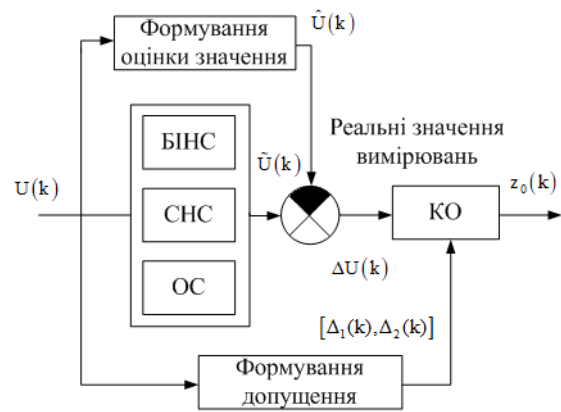 Формування
оцінки значення
Û(k)
БІНС
СНС
ОС
U(k)
Ũ(k)
Реальні значення
вимірювань
КО
z₀(k)
ΔU(k)
[Δ₁(k),Δ₂(k)]
Формування
допущення